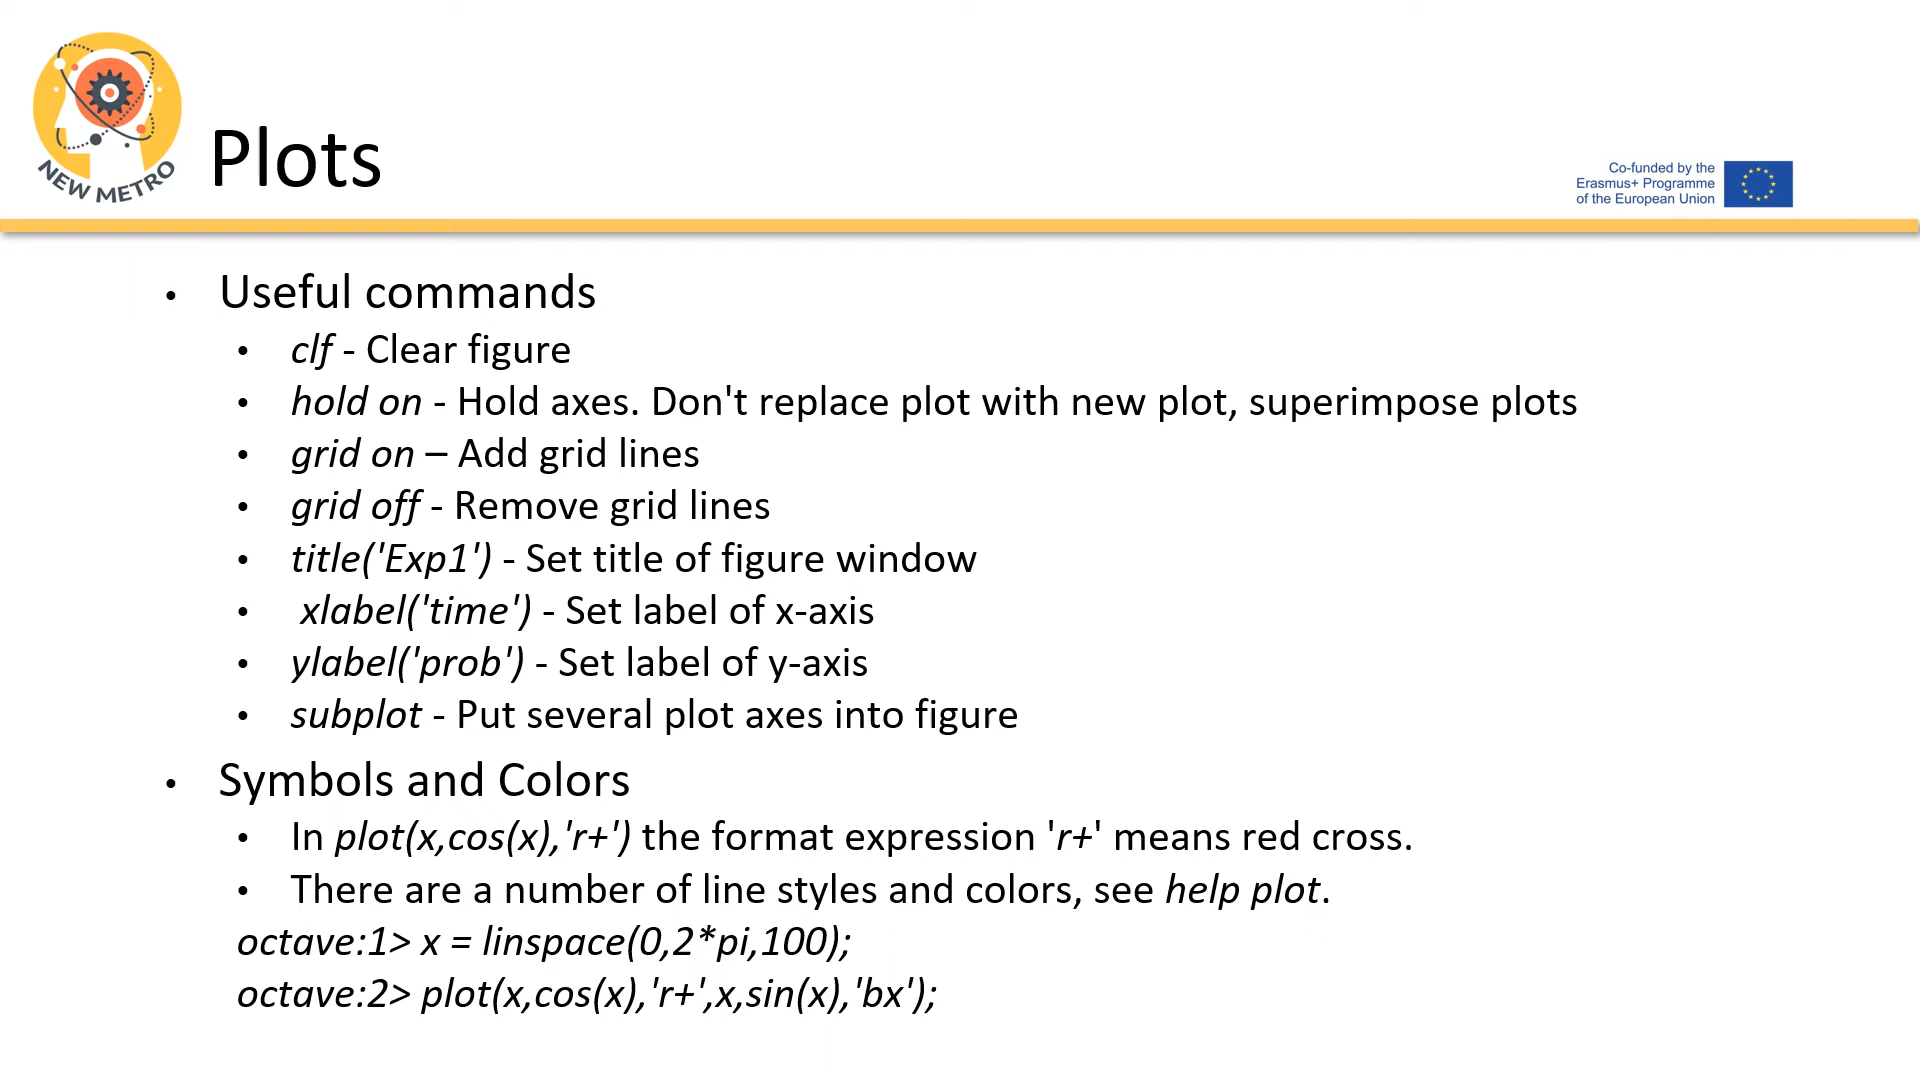 NEW METRO
Plots
Co-funded by the
Erasmus+ Programme
of the European Union
• Useful commands
• clf - Clear figure
• hold on - Hold axes. Don't replace plot with new plot, superimpose plots
• grid on – Add grid lines
• grid off - Remove grid lines
• title('Exp1') - Set title of figure window
• xlabel('time') - Set label of x-axis
• ylabel('prob') - Set label of y-axis
• subplot - Put several plot axes into figure
• Symbols and Colors
• In plot(x,cos(x),'r+') the format expression 'r+' means red cross.
• There are a number of line styles and colors, see help plot.
octave:1> x = linspace(0,2*pi,100);
octave:2> plot(x,cos(x),'r+',x,sin(x),'bx');